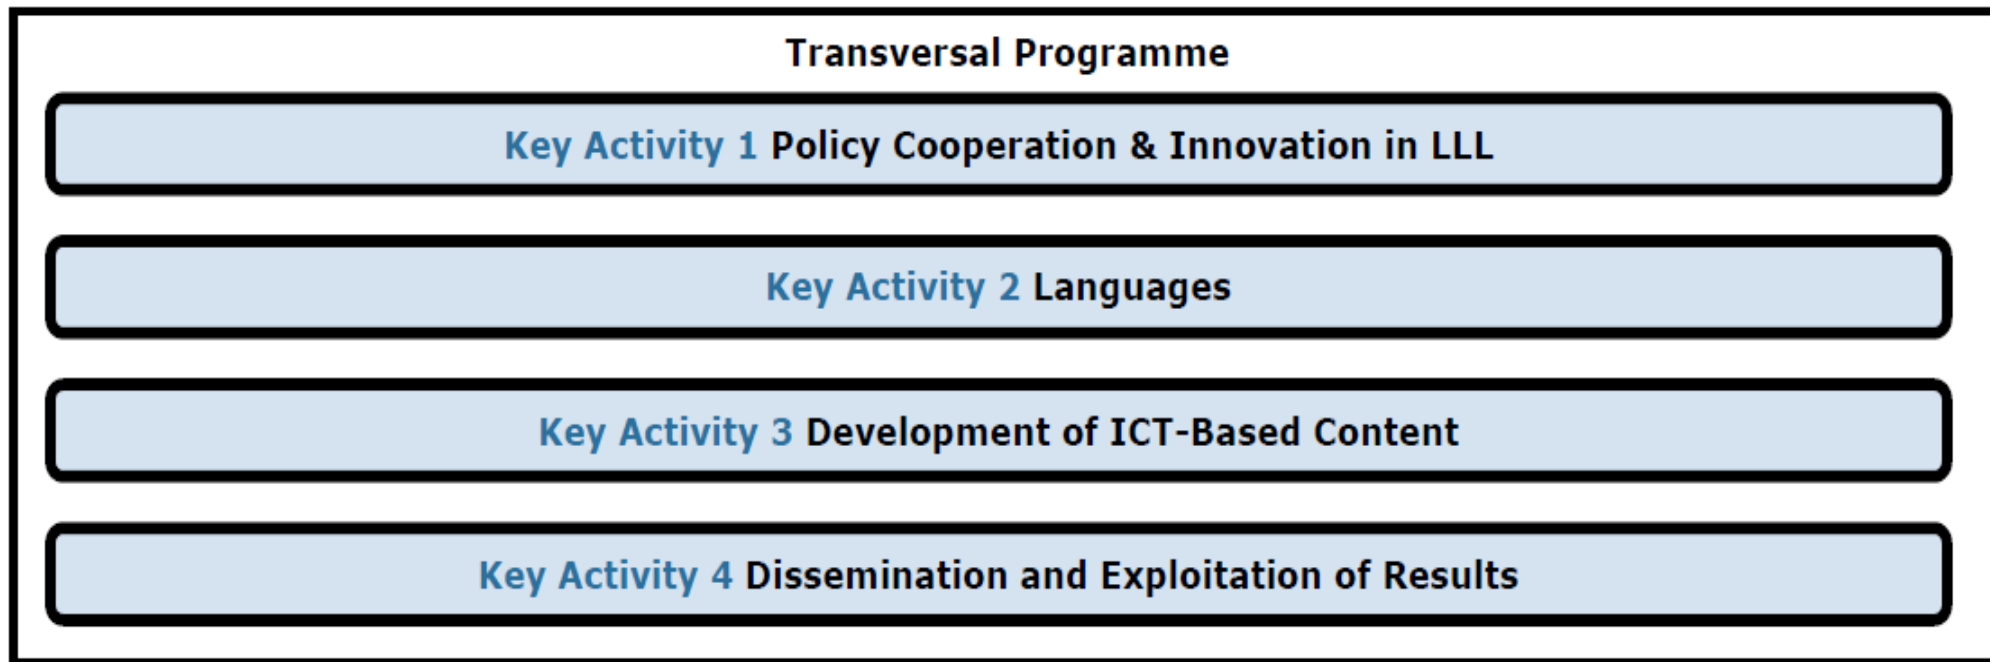 Transversal Programme
Key Activity 1 Policy Cooperation & Innovation in LLL
Key Activity 2 Languages
Key Activity 3 Development of ICT-Based Content
Key Activity 4 Dissemination and Exploitation of Results